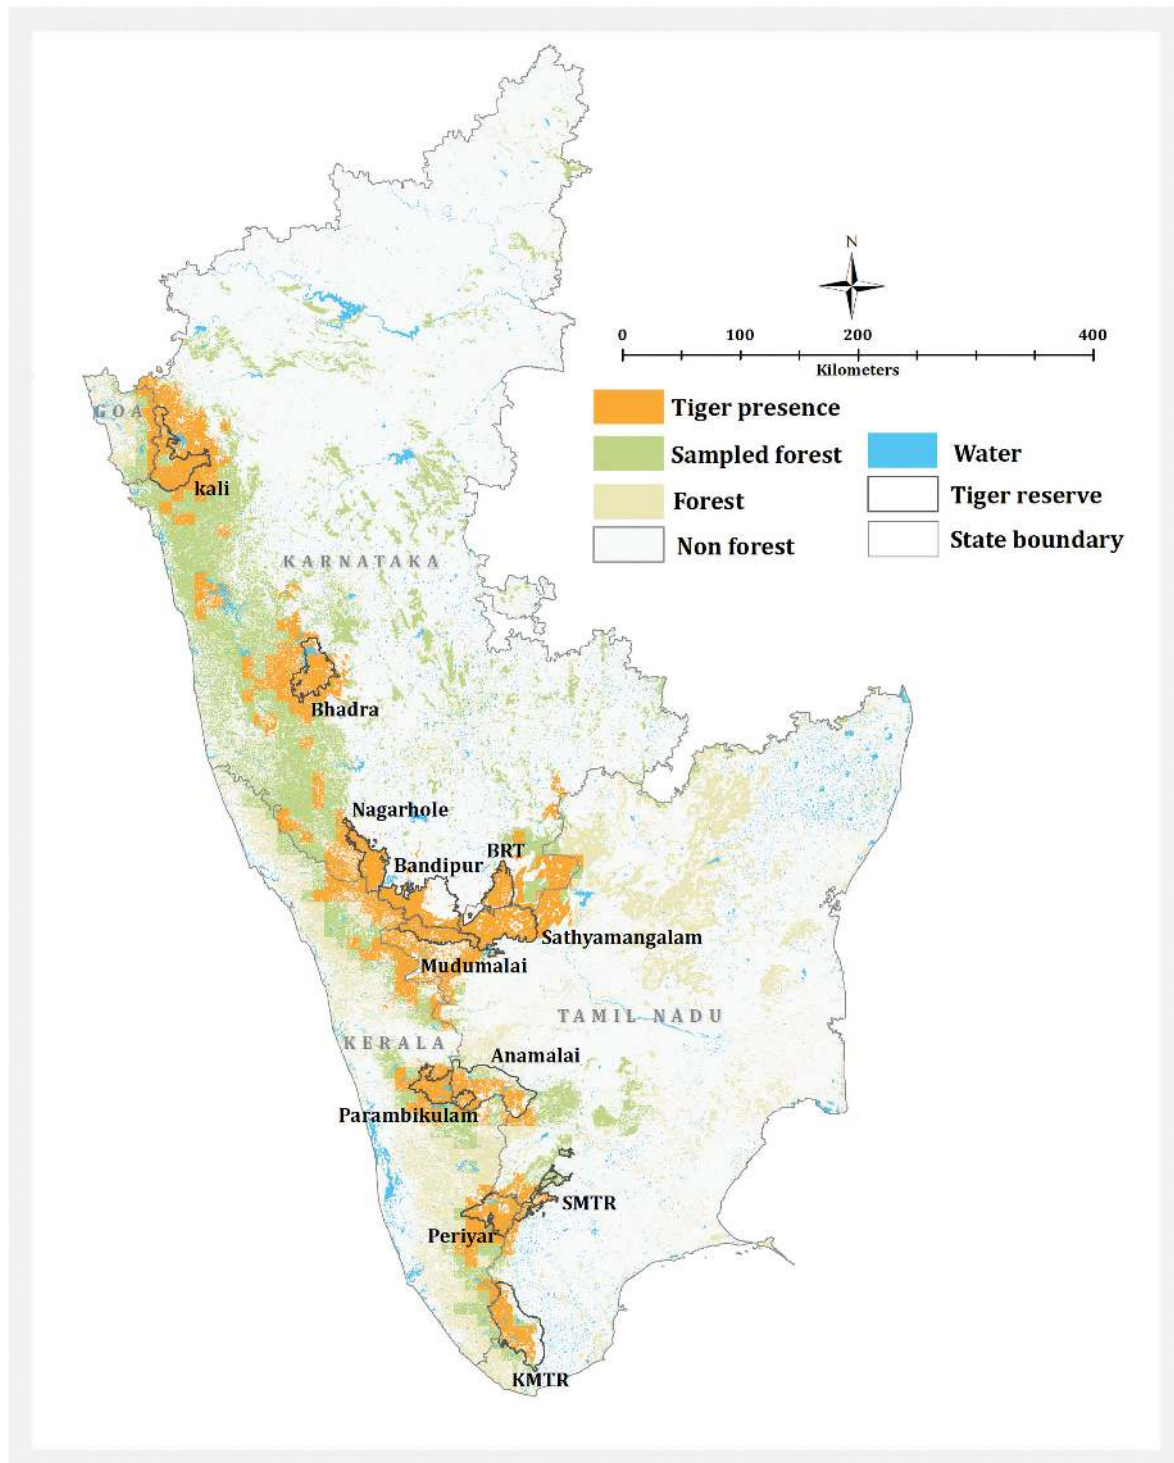 N
0 100 200 400
Kilometers
Tiger presence
Sampled forest
Water
Forest
Tiger reserve
Non forest
State boundary
GOA
kali
KARNATAKA
Bhadra
Nagarhole
BRT
Bandipur
Sathyamangalam
Mudumalai
TAMIL NADU
KERALA
Anamalai
Parambikulam
SMTR
Periyar
KMTR